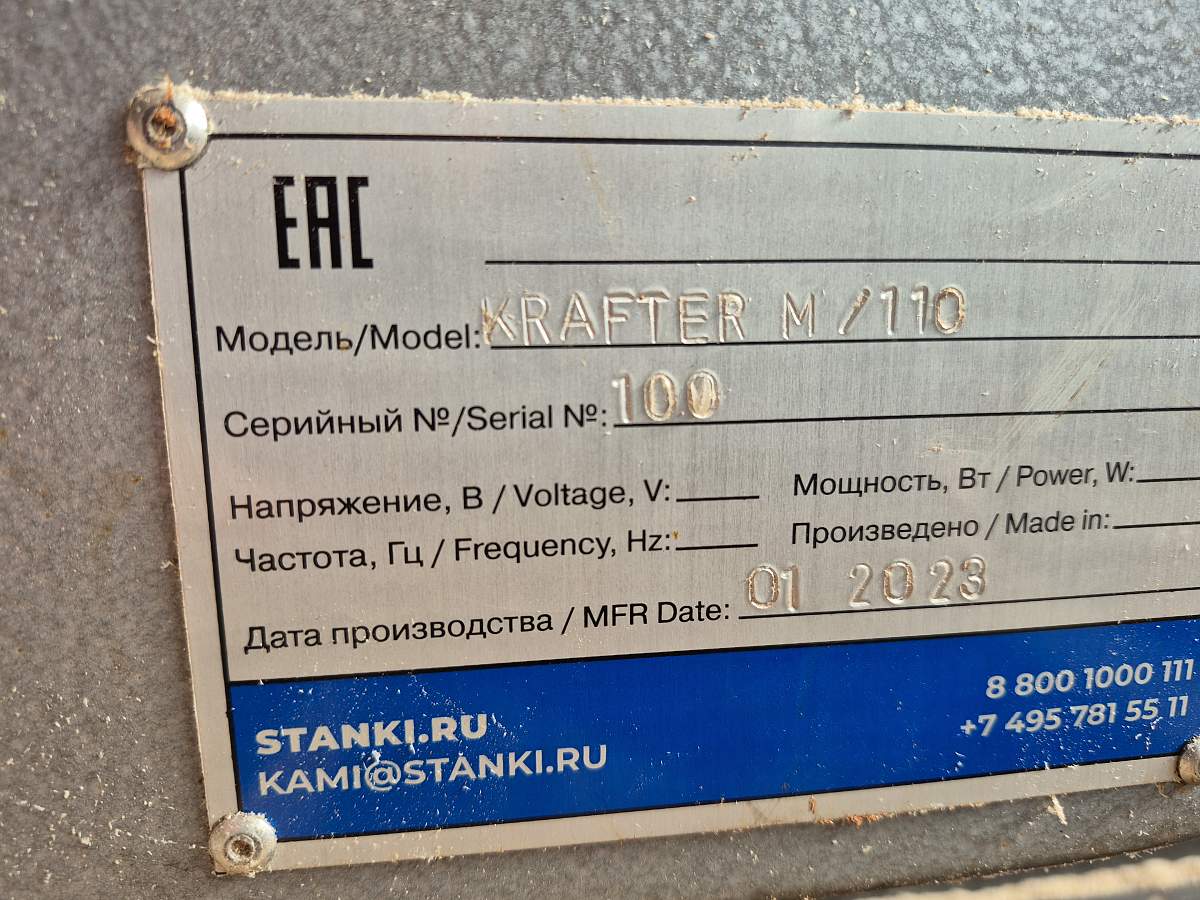 EAC
Модель/Model: KRAFTER M /110
Серийный №/Serial №: 100
Напряжение, В / Voltage, V: Мощность, Вт / Power, W:
Частота, Гц / Frequency, Hz: Произведено / Made in:
Дата производства / MFR Date: 01 2023
STANKI.RU 8 800 1000 111
KAMI@STANKI.RU +7 495 781 55 11